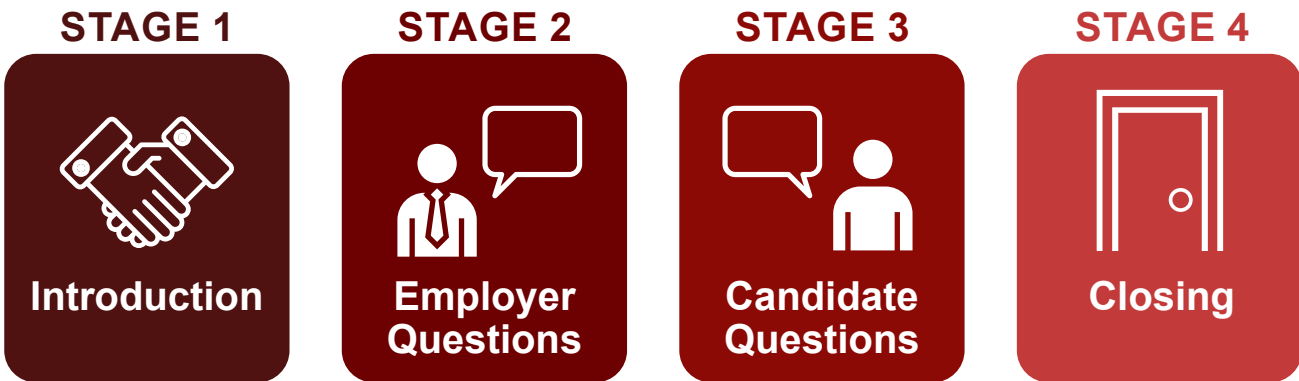 STAGE 1
Introduction
STAGE 2
Employer
Questions
STAGE 3
Candidate
Questions
STAGE 4
Closing